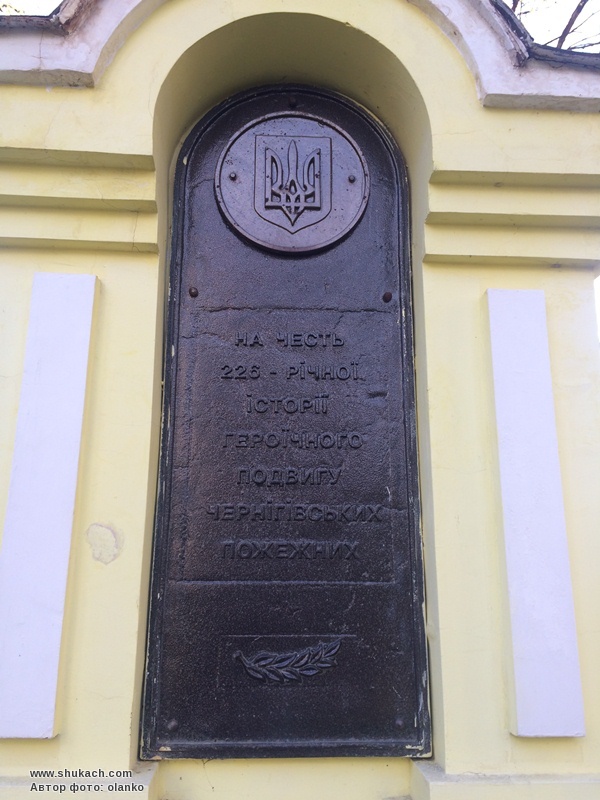 НА ЧЕСТЬ
226 - РІЧНОЇ
ІСТОРІЇ
ГЕРОЇЧНОГО
ПОДВИГУ
ЧЕРНІГІВСЬКИХ
ПОЖЕЖНИХ
www.shukach.com
Автор фото: olanko